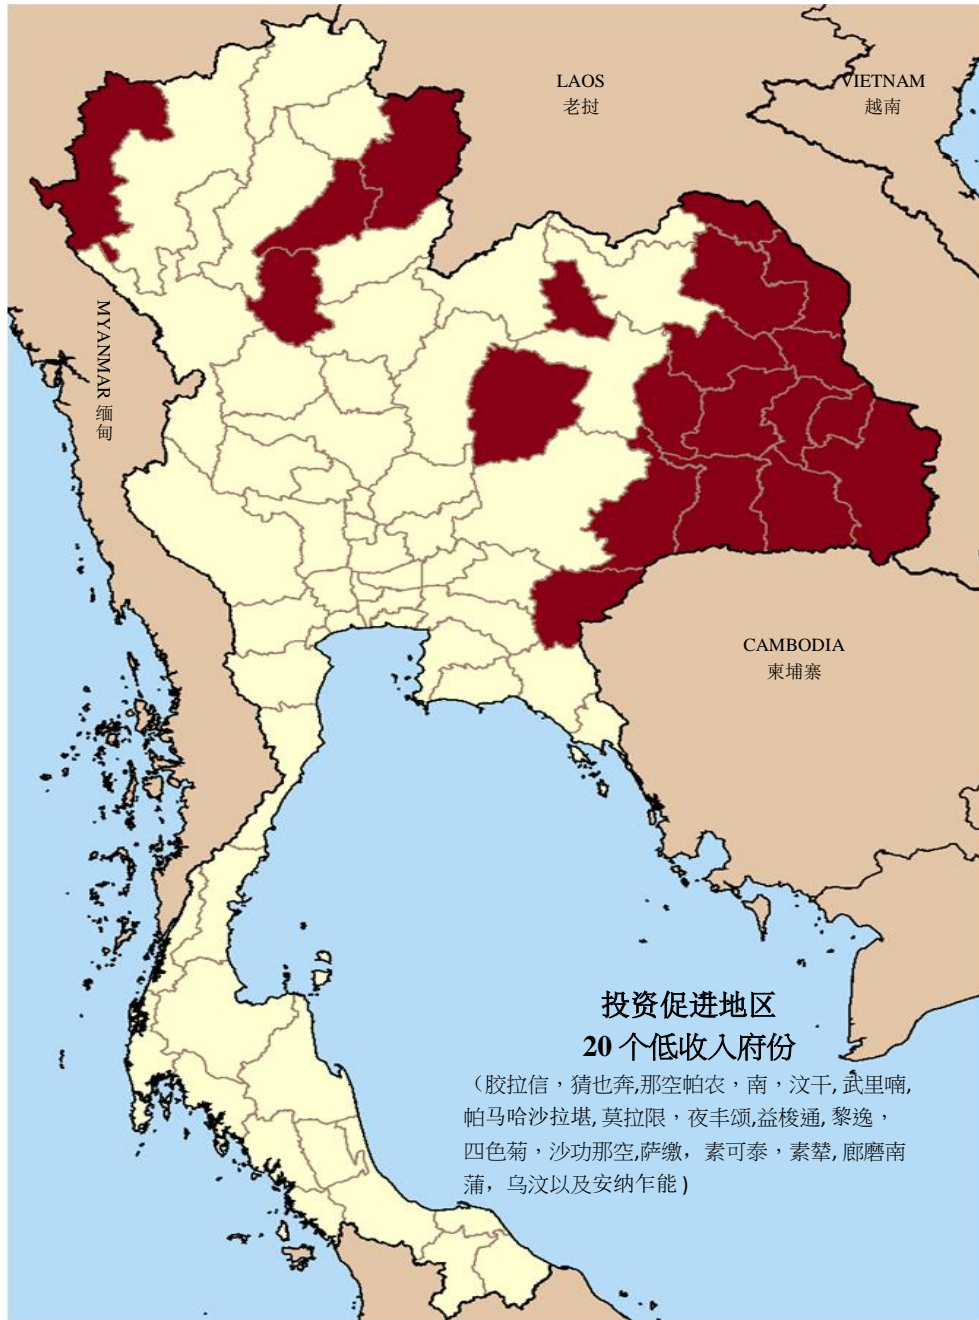 LAOS
老挝
VIETNAM
越南
MYANMAR 缅甸
CAMBODIA
柬埔寨
投资促进地区
20 个低收入府份
（胶拉信，猜也奔,那空帕农，南，汶干, 武里喃,
帕马哈沙拉堪, 莫拉限，夜丰颂,益梭通, 黎逸，
四色菊，沙功那空,萨缴，素可泰，素辇, 廊磨南
蒲，乌汶以及安纳乍能 )